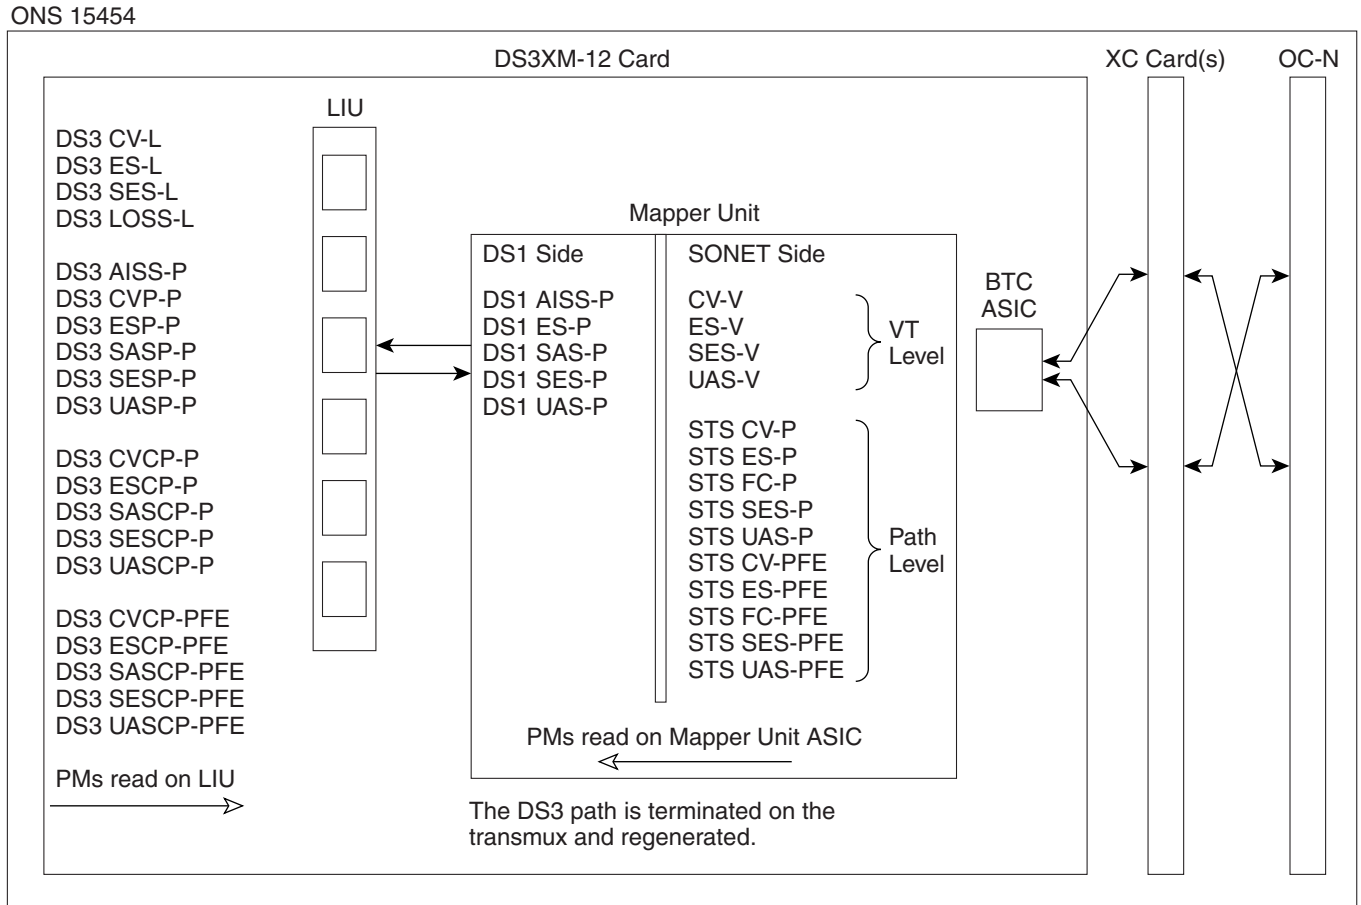 ONS 15454
DS3XM-12 Card
XC Card(s)
OC-N
LIU
DS3 CV-L
DS3 ES-L
DS3 SES-L
DS3 LOSS-L
DS3 AISS-P
DS3 CVP-P
DS3 ESP-P
DS3 SASP-P
DS3 SESP-P
DS3 UASP-P
DS3 CVCP-P
DS3 ESCP-P
DS3 SASCP-P
DS3 SESCP-P
DS3 UASCP-P
DS3 CVCP-PFE
DS3 ESCP-PFE
DS3 SASCP-PFE
DS3 SESCP-PFE
DS3 UASCP-PFE
PMs read on LIU
Mapper Unit
DS1 Side
DS1 AISS-P
DS1 ES-P
DS1 SAS-P
DS1 SES-P
DS1 UAS-P
SONET Side
CV-V
ES-V
SES-V
UAS-V
VT
Level
STS CV-P
STS ES-P
STS FC-P
STS SES-P
STS UAS-P
STS CV-PFE
STS ES-PFE
STS FC-PFE
STS SES-PFE
STS UAS-PFE
Path
Level
PMs read on Mapper Unit ASIC
The DS3 path is terminated on the
transmux and regenerated.
BTC
ASIC